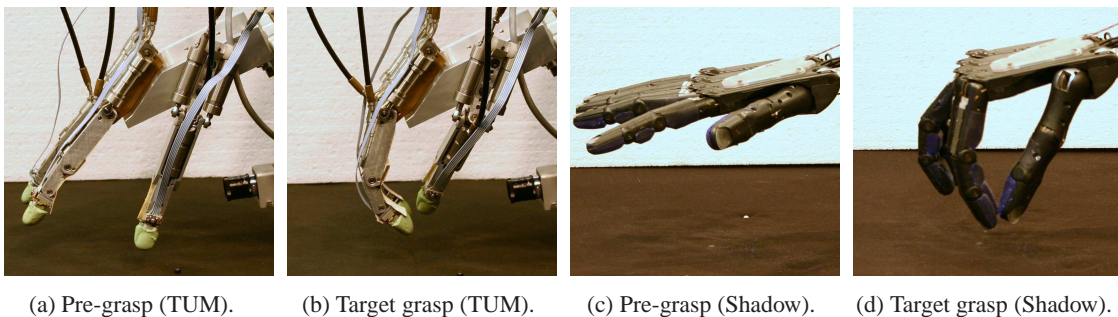 (a) Pre-grasp (TUM).
(b) Target grasp (TUM).
(c) Pre-grasp (Shadow).
(d) Target grasp (Shadow).